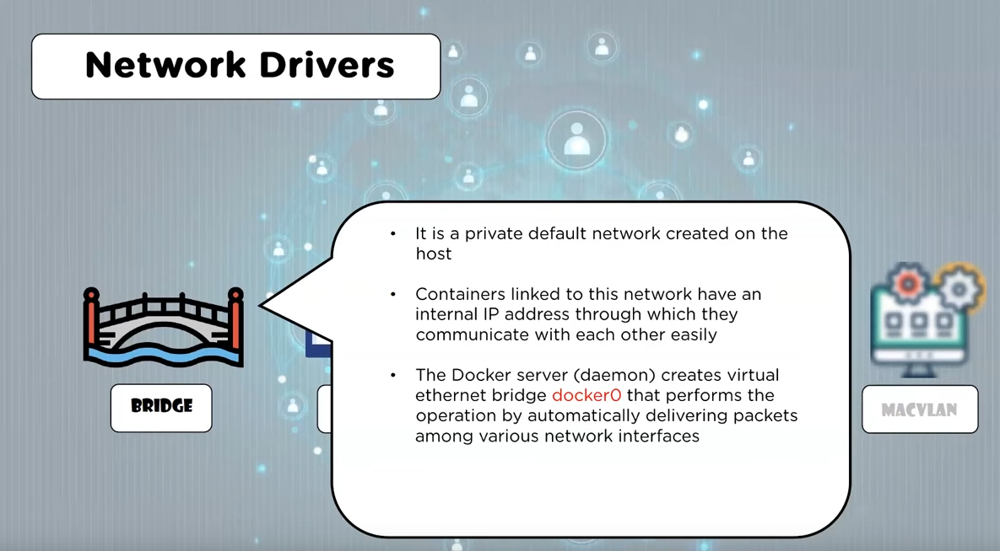 Network Drivers
• It is a private default network created on the
host
• Containers linked to this network have an
internal IP address through which they
communicate with each other easily
• The Docker server (daemon) creates virtual
ethernet bridge docker0 that performs the
operation by automatically delivering packets
among various network interfaces
BRIDGE
MACVLAN